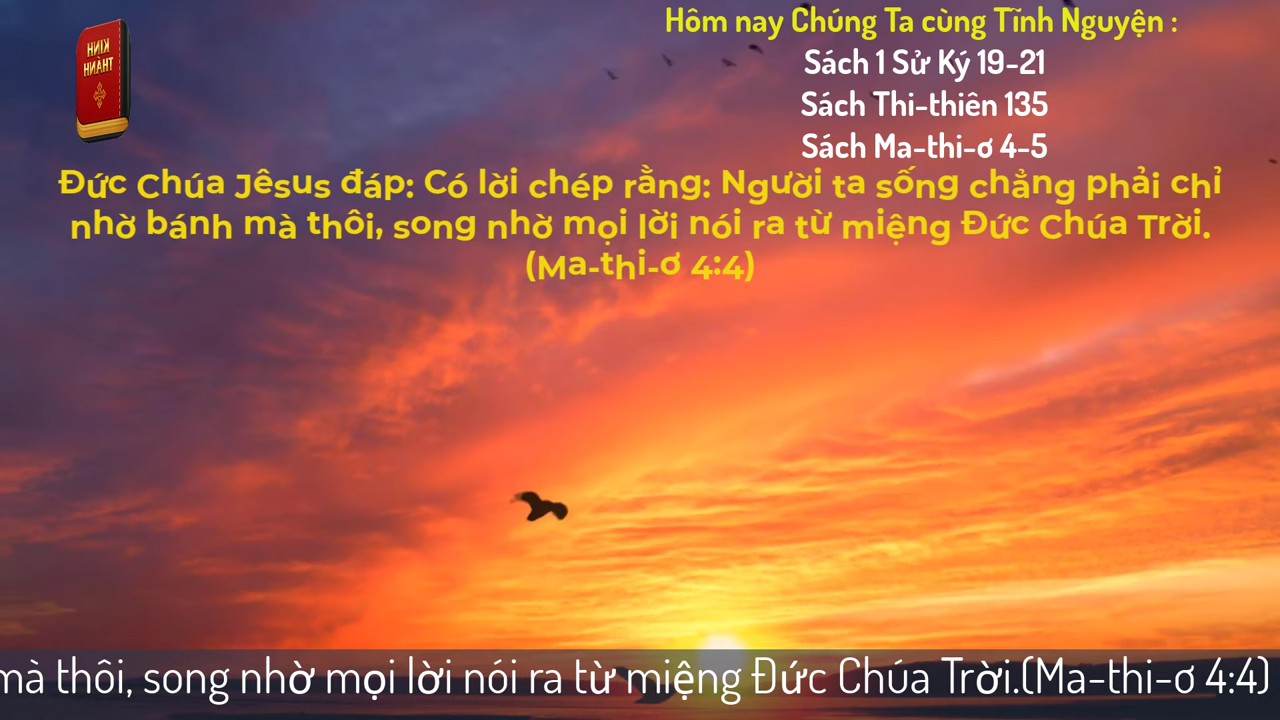 KINH
THÁNH
Hôm nay Chúng Ta cùng Tĩnh Nguyện :
Sách 1 Sử Ký 19-21
Sách Thi-thiên 135
Sách Ma-thi-ơ 4-5
Đức Chúa Jêsus đáp: Có lời chép rằng: Người ta sống chẳng phải chỉ
nhờ bánh mà thôi, song nhờ mọi lời nói ra từ miệng Đức Chúa Trời.
(Ma-thi-ơ 4:4)
mà thôi, song nhờ mọi lời nói ra từ miệng Đức Chúa Trời.(Ma-thi-ơ 4:4)